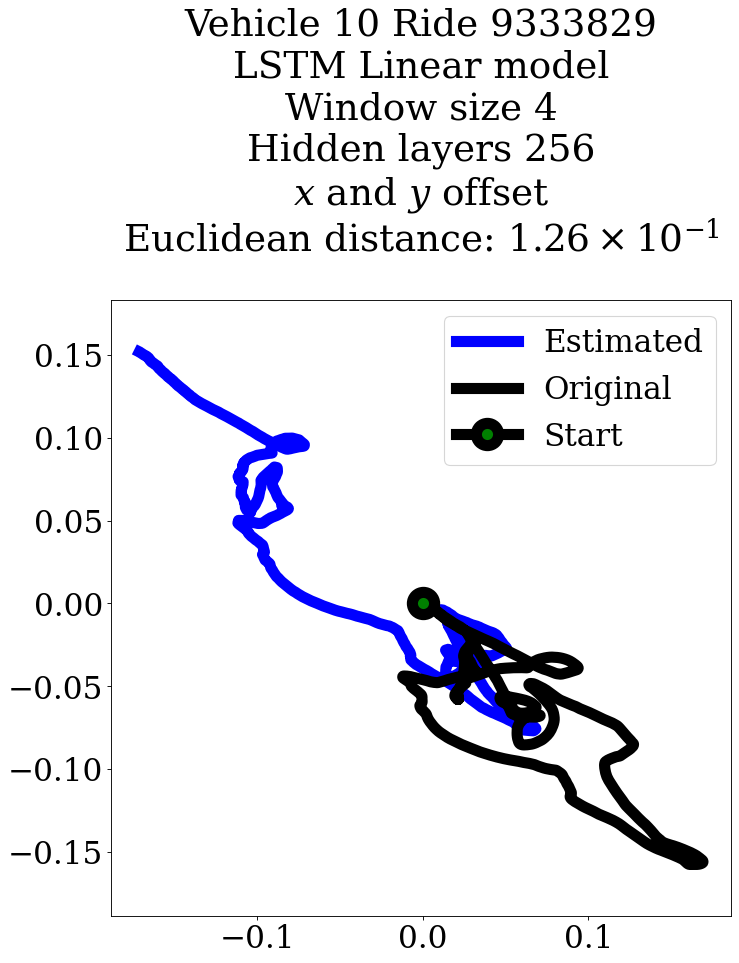 Vehicle 10 Ride 9333829
LSTM Linear model
Window size 4
Hidden layers 256
x and y offset
Euclidean distance: 1.26 × 10⁻¹
Estimated
Original
Start
0.15
0.10
0.05
0.00
−0.05
−0.10
−0.15
−0.1
0.0
0.1